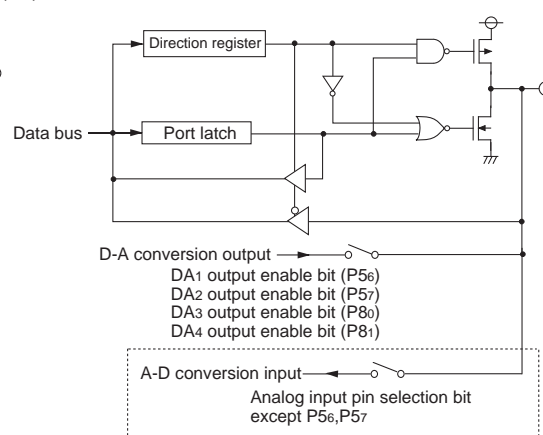 Direction register
Data bus
Port latch
D-A conversion output
DA1 output enable bit (P56)
DA2 output enable bit (P57)
DA3 output enable bit (P80)
DA4 output enable bit (P81)
A-D conversion input
Analog input pin selection bit
except P56,P57